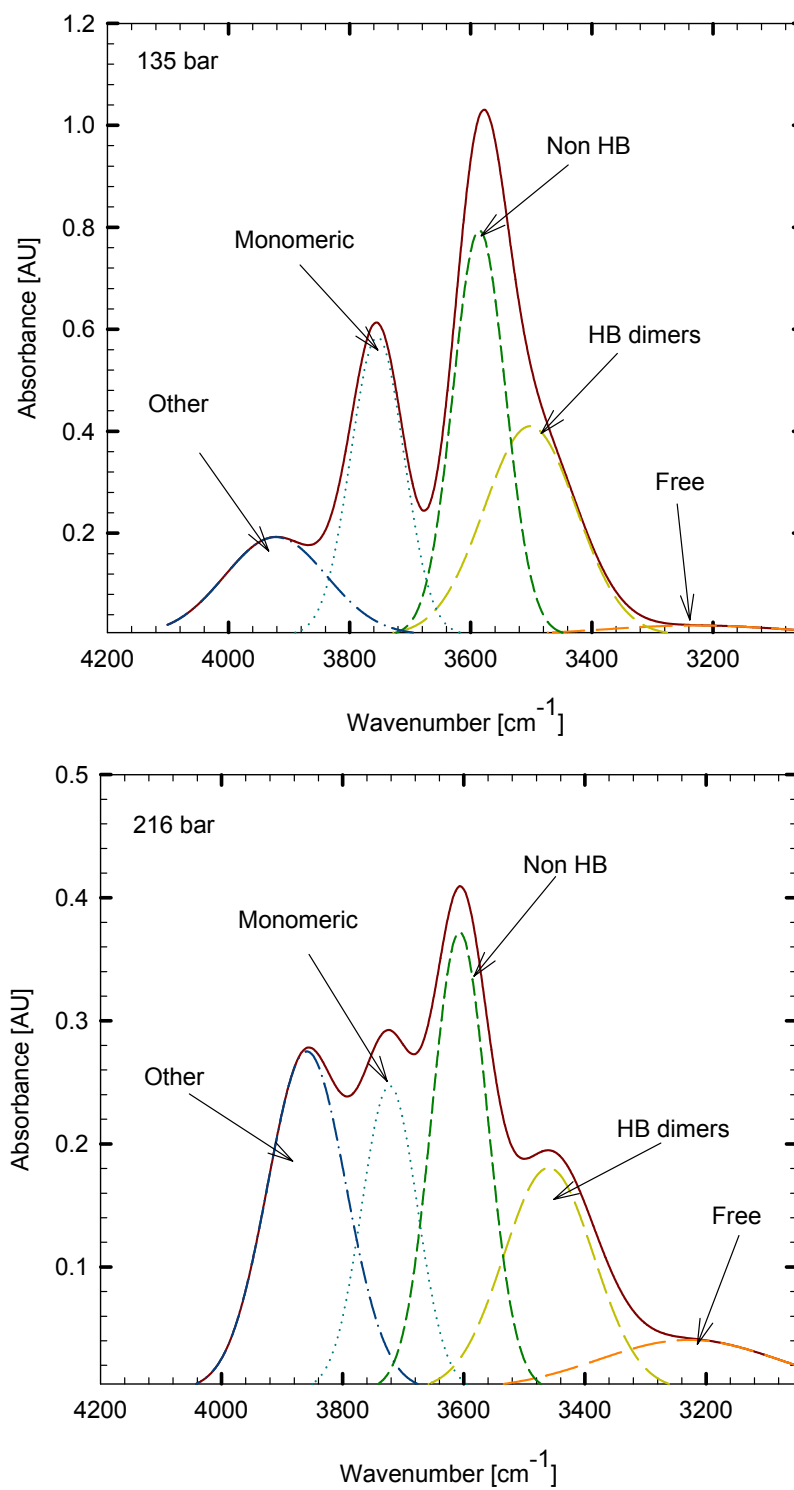 1.2
135 bar
1.0
Non HB
0.8
Monomeric
Absorbance [AU]
0.6
HB dimers
Other
0.4
Free
0.2
4200 4000 3800 3600 3400 3200
Wavenumber [cm⁻¹]
0.5
216 bar
Non HB
0.4
Monomeric
0.3
Absorbance [AU]
Other
0.2
HB dimers
Free
0.1
4200 4000 3800 3600 3400 3200
Wavenumber [cm⁻¹]